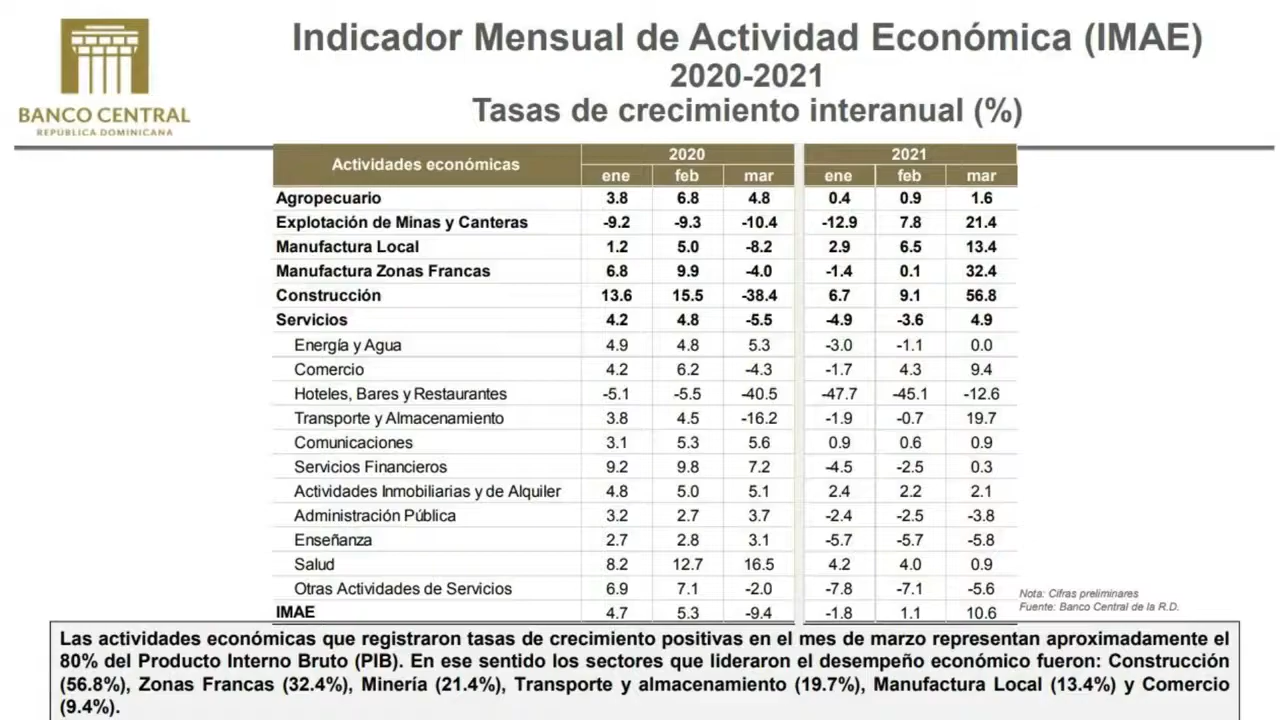 BANCO CENTRAL
REPÚBLICA DOMINICANA
Indicador Mensual de Actividad Económica (IMAE)
2020-2021
Tasas de crecimiento interanual (%)
Actividades económicas 2020 2021
ene feb mar ene feb mar
Agropecuario 3.8 6.8 4.8 0.4 0.9 1.6
Explotación de Minas y Canteras -9.2 -9.3 -10.4 -12.9 7.8 21.4
Manufactura Local 1.2 5.0 -8.2 2.9 6.5 13.4
Manufactura Zonas Francas 6.8 9.9 -4.0 -1.4 0.1 32.4
Construcción 13.6 15.5 -38.4 6.7 9.1 56.8
Servicios 4.2 4.8 -5.5 -4.9 -3.6 4.9
Energía y Agua 4.9 4.8 5.3 -3.0 -1.1 0.0
Comercio 4.2 6.2 -4.3 -1.7 4.3 9.4
Hoteles, Bares y Restaurantes -5.1 -5.5 -40.5 -47.7 -45.1 -12.6
Transporte y Almacenamiento 3.8 4.5 -16.2 -1.9 -0.7 19.7
Comunicaciones 3.1 5.3 5.6 0.9 0.6 0.9
Servicios Financieros 9.2 9.8 7.2 -4.5 -2.5 0.3
Actividades Inmobiliarias y de Alquiler 4.8 5.0 5.1 2.4 2.2 2.1
Administración Pública 3.2 2.7 3.7 -2.4 -2.5 -3.8
Enseñanza 2.7 2.8 3.1 -5.7 -5.7 -5.8
Salud 8.2 12.7 16.5 4.2 4.0 0.9
Otras Actividades de Servicios 6.9 7.1 -2.0 -7.8 -7.1 -5.6
IMAE 4.7 5.3 -9.4 -1.8 1.1 10.6
Nota: Cifras preliminares
Fuente: Banco Central de la R.D.
Las actividades económicas que registraron tasas de crecimiento positivas en el mes de marzo representan aproximadamente el
80% del Producto Interno Bruto (PIB). En ese sentido los sectores que lideraron el desempeño económico fueron: Construcción
(56.8%), Zonas Francas (32.4%), Minería (21.4%), Transporte y almacenamiento (19.7%), Manufactura Local (13.4%) y Comercio
(9.4%).